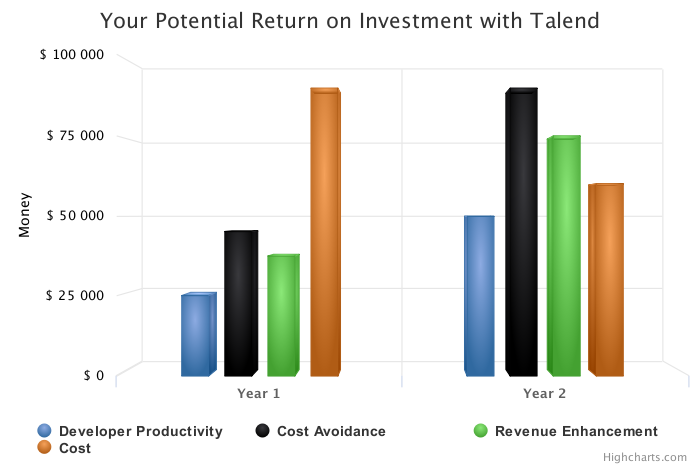 Your Potential Return on Investment with Talend
$ 100 000
$ 75 000
$ 50 000
$ 25 000
$ 0
Money
Year 1
Year 2
Developer Productivity
Cost Avoidance
Revenue Enhancement
Cost
Highcharts.com